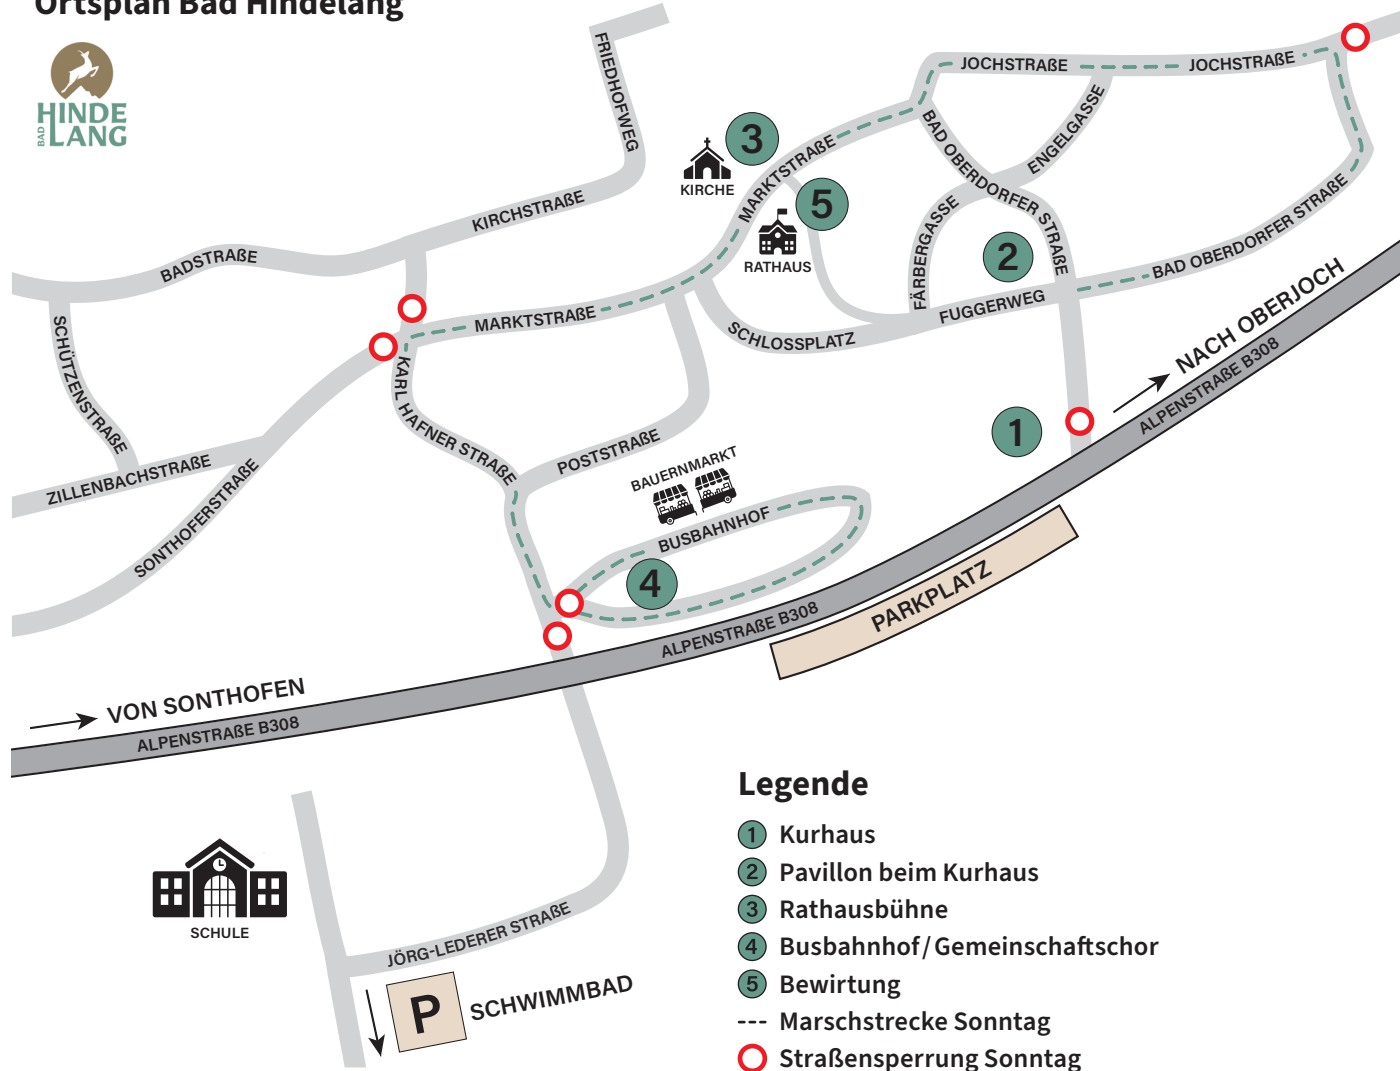 Ortsplan Bad Hindelang
BAD HINDE
LANG
FRIEDHOFWEG
JOCHSTRAßE
JOCHSTRAßE
3
KIRCHE
MARKTSTRAßE
BAD OBERDORFER STRAßE
ENGELGASSE
KIRCHSTRAßE
5
RATHAUS
FÄRBERGASSE
2
BAD OBERDORFER STRAßE
BADSTRAßE
FUGGERWEG
MARKTSTRAßE
SCHLOSSPLATZ
NACH OBERJOCH
ALPENSTRAßE B308
SCHÜTZENSTRAßE
KARL HAFNER STRAßE
1
POSTSTRAßE
BAUERNMARKT
ZILLENBACHSTRAßE
SONTHOFERSTRAßE
BUSBAHNHOF
4
PARKPLATZ
ALPENSTRAßE B308
VON SONTHOFEN
ALPENSTRAßE B308
SCHULE
JÖRG-LEDERER STRAßE
P
SCHWIMMBAD
Legende
1 Kurhaus
2 Pavillon beim Kurhaus
3 Rathausbühne
4 Busbahnhof/Gemeinschaftschor
5 Bewirtung
--- Marschstrecke Sonntag
Straßensperrung Sonntag